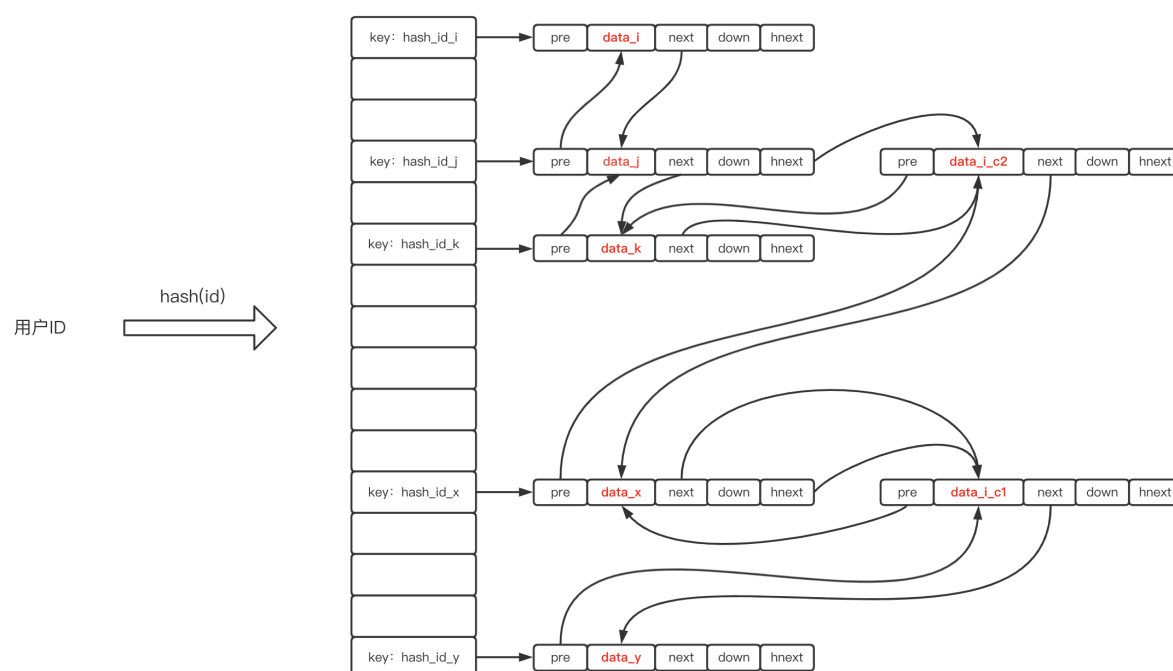 key: hash_id_i
pre data_i next down hnext
key: hash_id_j
pre data_j next down hnext
pre data_i_c2 next down hnext
key: hash_id_k
pre data_k next down hnext
hash(id)
用户ID
key: hash_id_x
pre data_x next down hnext
pre data_i_c1 next down hnext
key: hash_id_y
pre data_y next down hnext